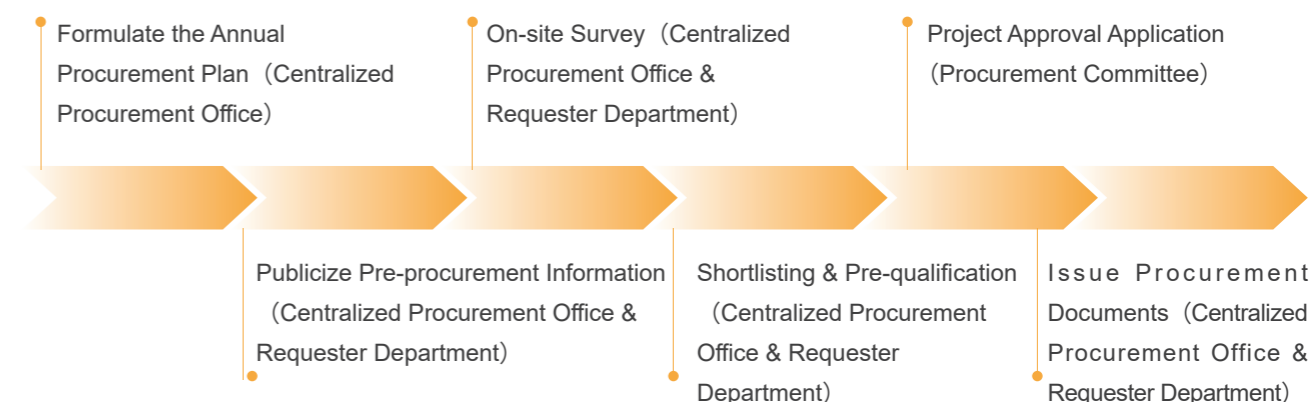 Formulate the Annual
Procurement Plan（Centralized
Procurement Office）
Publicize Pre-procurement Information
（Centralized Procurement Office &
Requester Department）
On-site Survey（Centralized
Procurement Office &
Requester Department）
Shortlisting & Pre-qualification
（Centralized Procurement
Office & Requester
Department）
Project Approval Application
（Procurement Committee）
Issue Procurement
Documents（Centralized
Procurement Office &
Requester Department）